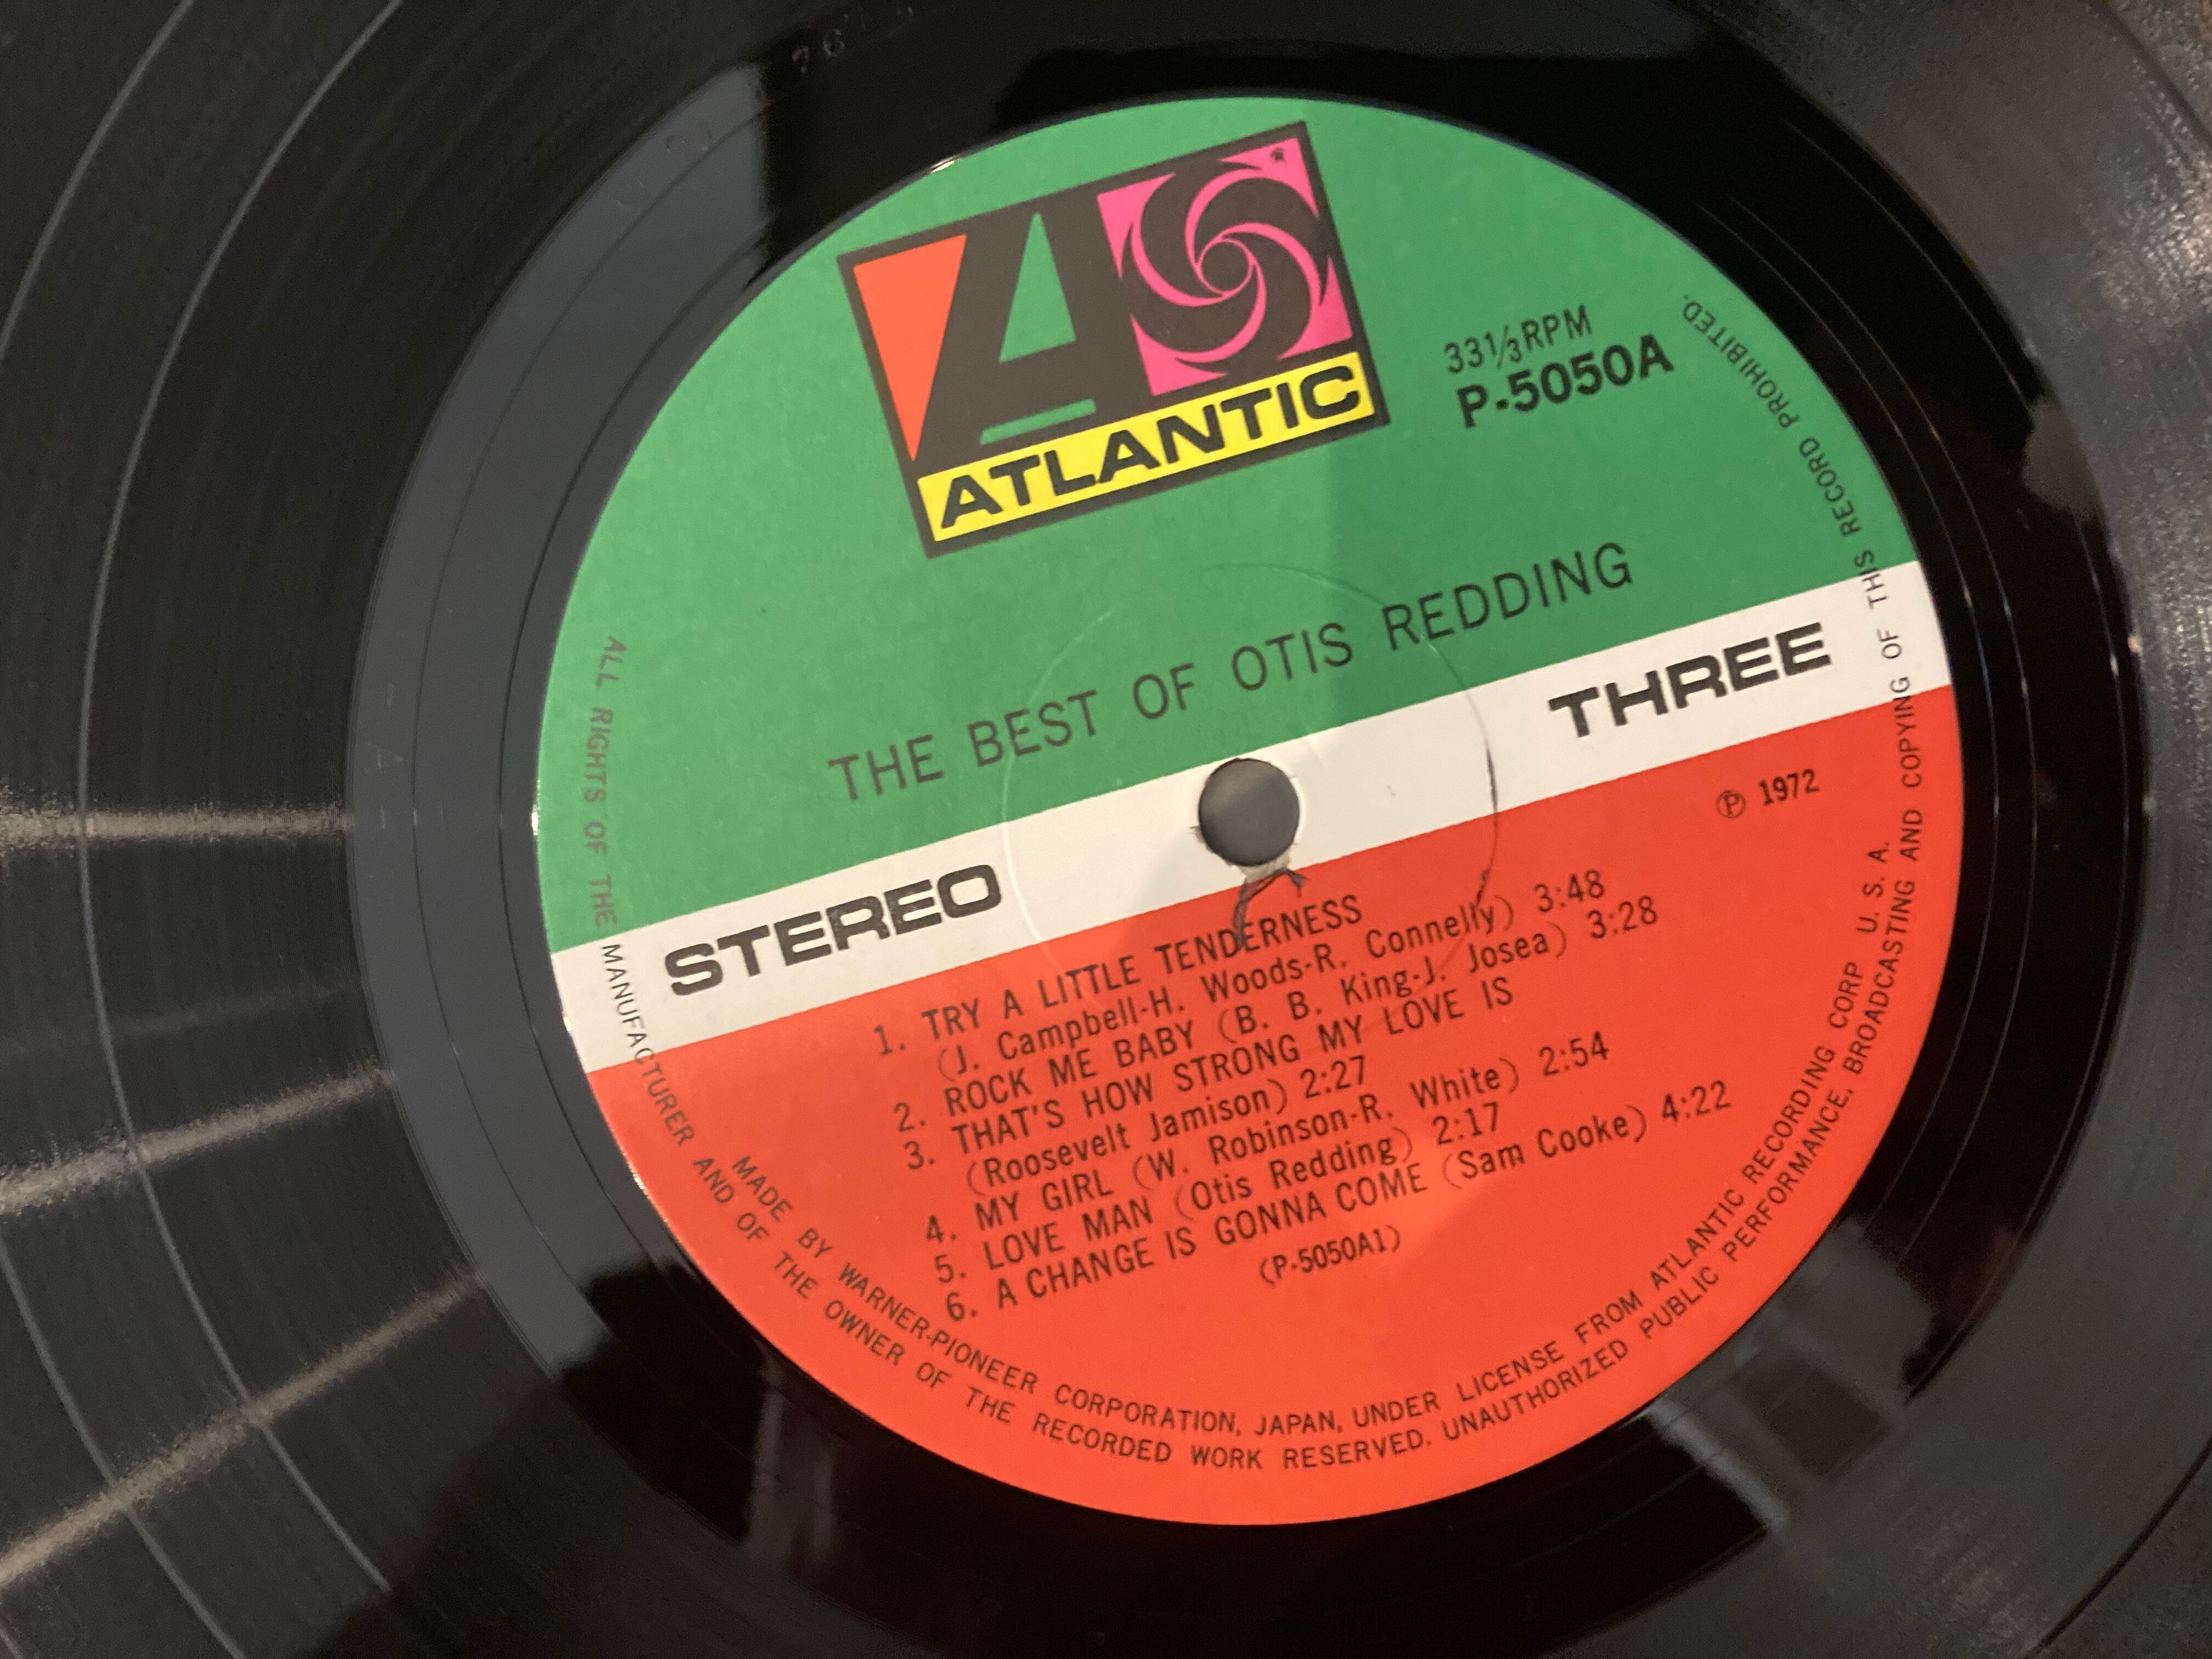 ATLANTIC
33⅓RPM
P-5050A
THE BEST OF OTIS REDDING
STEREO
THREE
Ⓟ 1972
1. TRY A LITTLE TENDERNESS
(J. Campbell-H. Woods-R. Connelly) 3:48
2. ROCK ME BABY (B. B. King-J. Josea) 3:28
3. THAT'S HOW STRONG MY LOVE IS
(Roosevelt Jamison) 2:27
4. MY GIRL (W. Robinson-R. White) 2:54
5. LOVE MAN (Otis Redding) 2:17
6. A CHANGE IS GONNA COME (Sam Cooke) 4:22
(P-5050A1)
MADE BY WARNER-PIONEER CORPORATION, JAPAN, UNDER LICENSE FROM ATLANTIC RECORDING CORP U. S. A.
ALL RIGHTS OF THE MANUFACTURER AND OF THE OWNER OF THE RECORDED WORK RESERVED. UNAUTHORIZED PUBLIC PERFORMANCE, BROADCASTING AND COPYING OF THIS RECORD PROHIBITED.